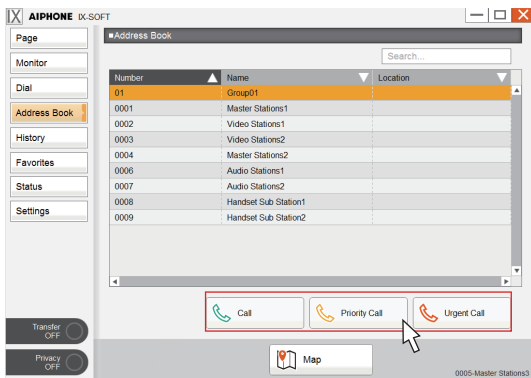 IX AIPHONE IX-SOFT
Page
Monitor
Dial
Address Book
History
Favorites
Status
Settings
Transfer
OFF
Privacy
OFF
■Address Book
Search...
Number Name Location
01 Group01
0001 Master Stations1
0002 Video Stations1
0003 Video Stations2
0004 Master Stations2
0006 Audio Stations1
0007 Audio Stations2
0008 Handset Sub Station1
0009 Handset Sub Station2
Call Priority Call Urgent Call
Map
0005-Master Stations3